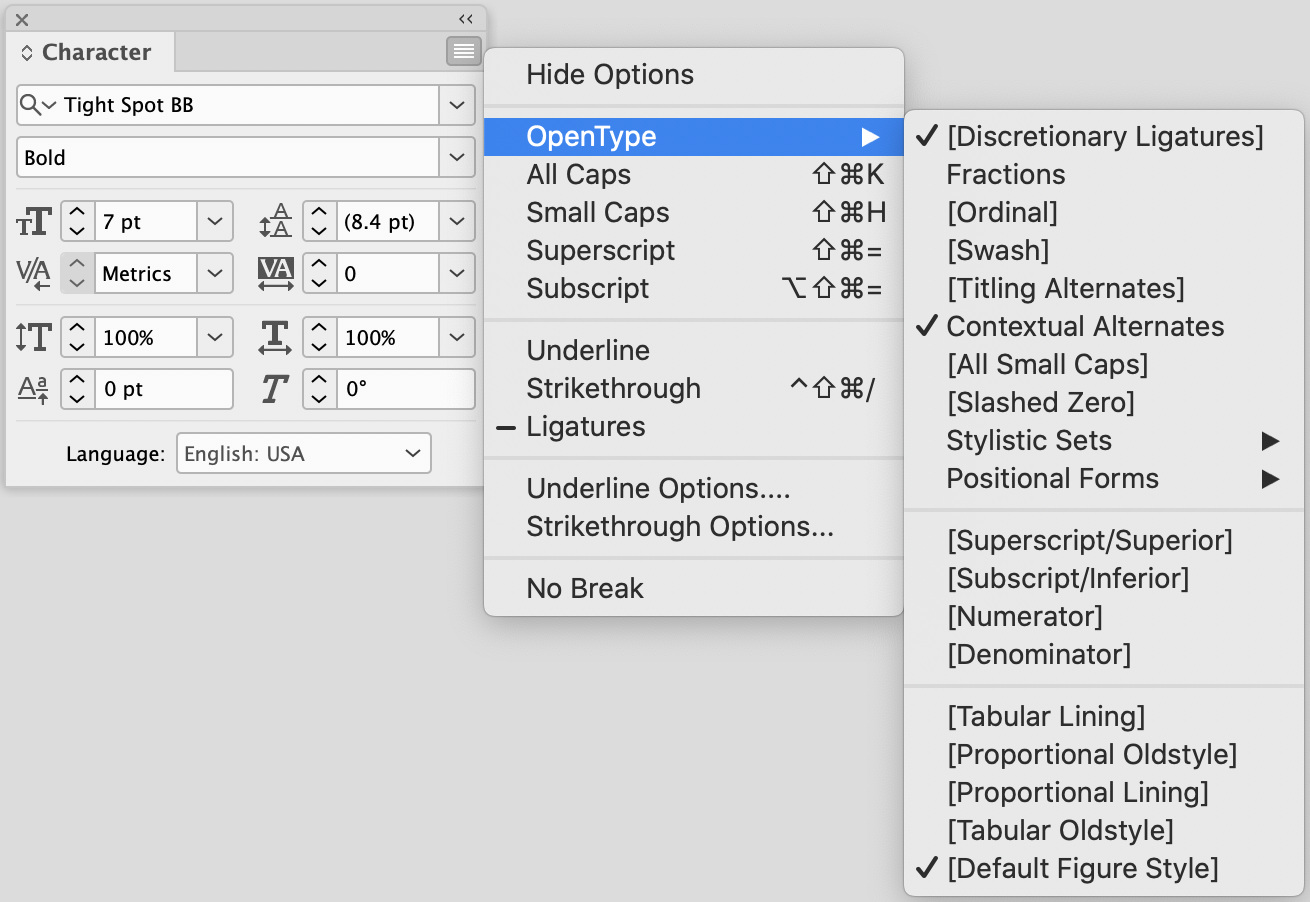 Character
Tight Spot BB
Bold
7 pt
(8.4 pt)
Metrics
0
100%
100%
0 pt
0°
Language: English: USA
Hide Options
OpenType
All Caps ⇧⌘K
Small Caps ⇧⌘H
Superscript ⇧⌘=
Subscript ⌥⇧⌘=
Underline
Strikethrough ^⇧⌘/
Ligatures
Underline Options....
Strikethrough Options...
No Break
[Discretionary Ligatures]
Fractions
[Ordinal]
[Swash]
[Titling Alternates]
Contextual Alternates
[All Small Caps]
[Slashed Zero]
Stylistic Sets
Positional Forms
[Superscript/Superior]
[Subscript/Inferior]
[Numerator]
[Denominator]
[Tabular Lining]
[Proportional Oldstyle]
[Proportional Lining]
[Tabular Oldstyle]
[Default Figure Style]